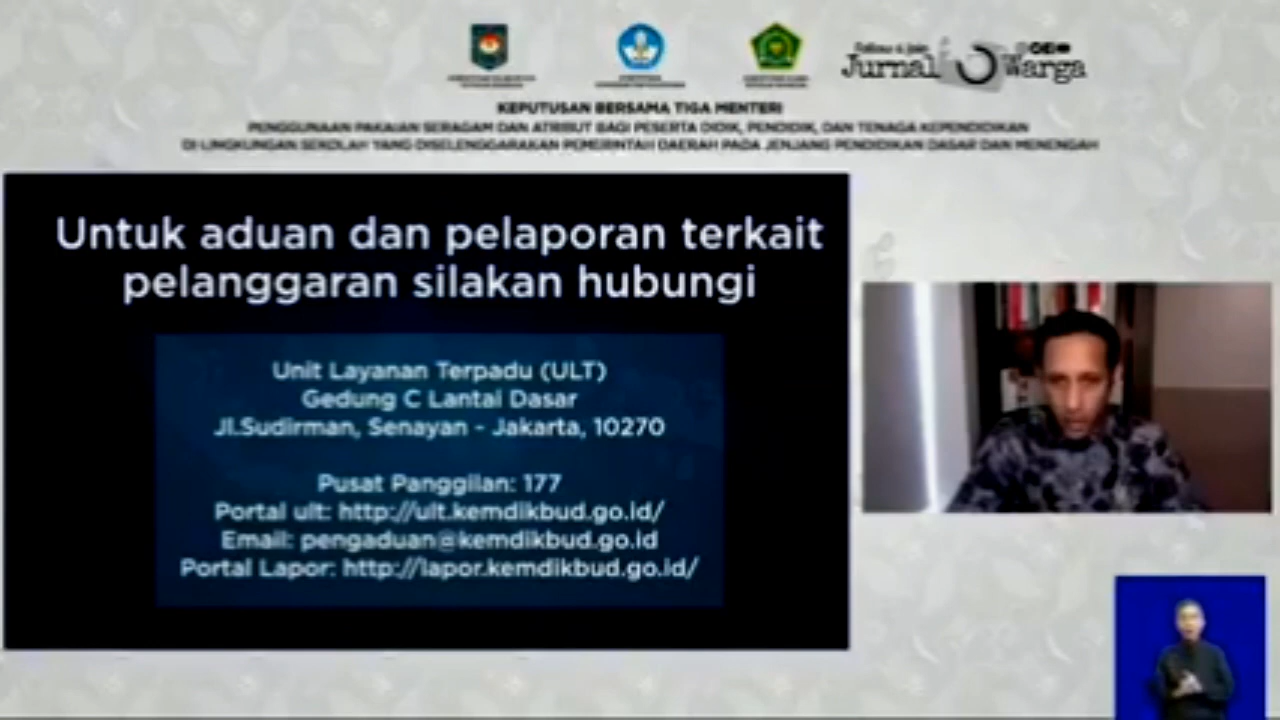 Follow & Join
Jurnal Warga
KEPUTUSAN BERSAMA TIGA MENTERI
PENGGUNAAN PAKAIAN SERAGAM DAN ATRIBUT BAGI PESERTA DIDIK, PENDIDIK, DAN TENAGA KEPENDIDIKAN
DI LINGKUNGAN SEKOLAH YANG DISELENGGARAKAN PEMERINTAH DAERAH PADA JENJANG PENDIDIKAN DASAR DAN MENENGAH
Untuk aduan dan pelaporan terkait
pelanggaran silakan hubungi
Unit Layanan Terpadu (ULT)
Gedung C Lantai Dasar
Jl.Sudirman, Senayan - Jakarta, 10270
Pusat Panggilan: 177
Portal ult: http://ult.kemdikbud.go.id/
Email: pengaduan@kemdikbud.go.id
Portal Lapor: http://lapor.kemdikbud.go.id/